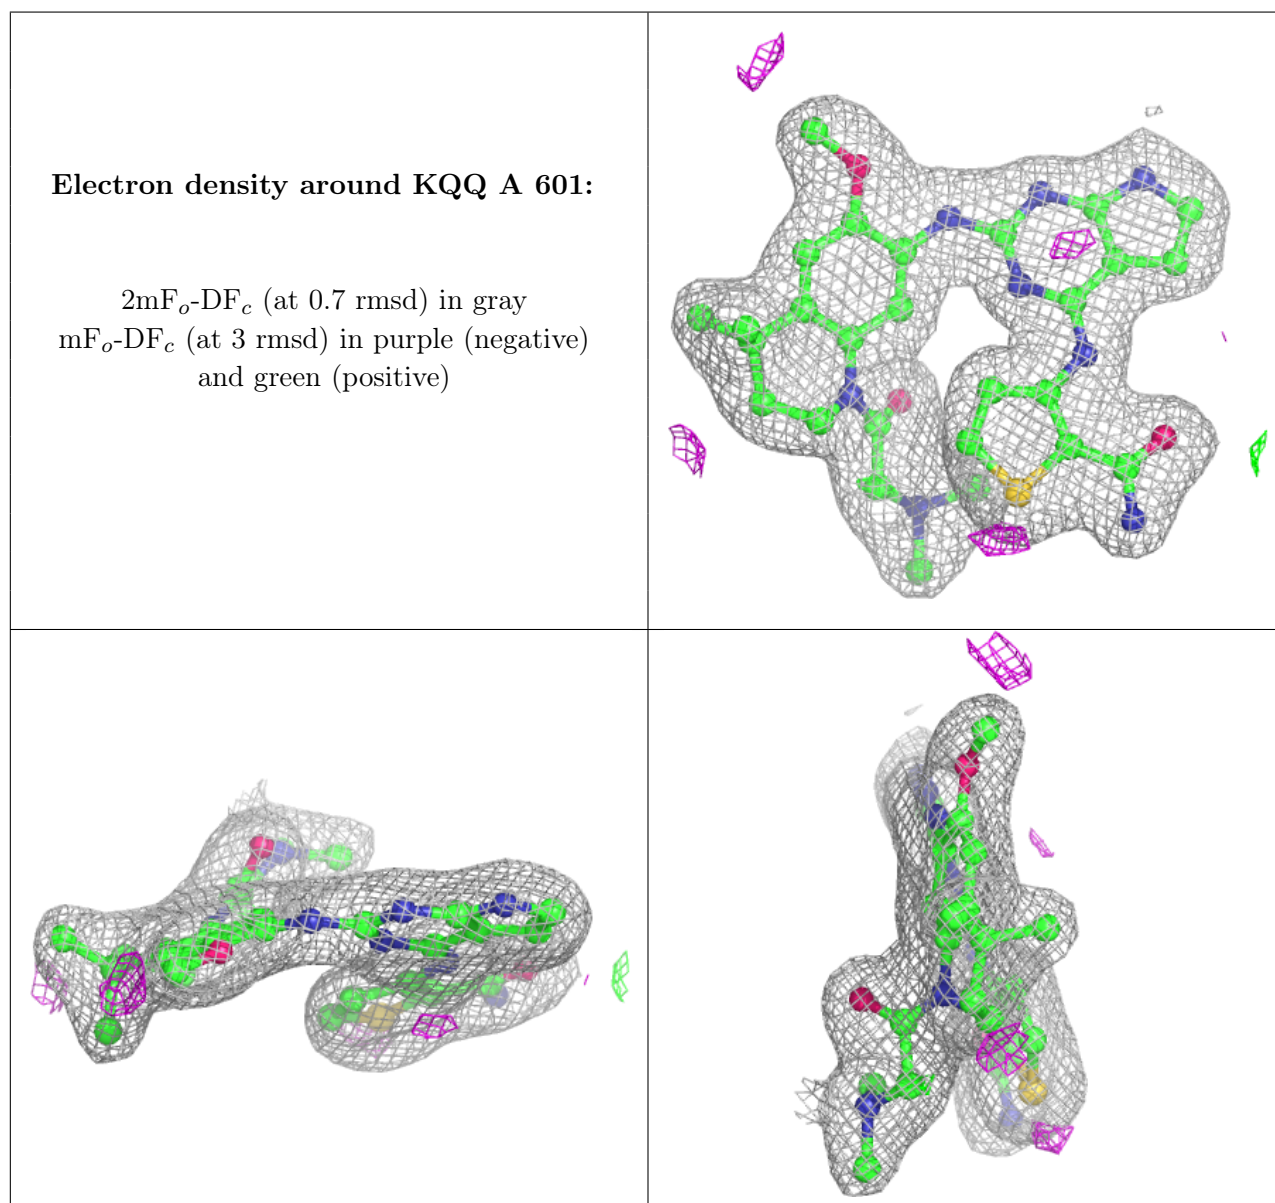 Electron density around KQQ A 601:
2mFₒ-DF𝒸 (at 0.7 rmsd) in gray
mFₒ-DF𝒸 (at 3 rmsd) in purple (negative)
and green (positive)